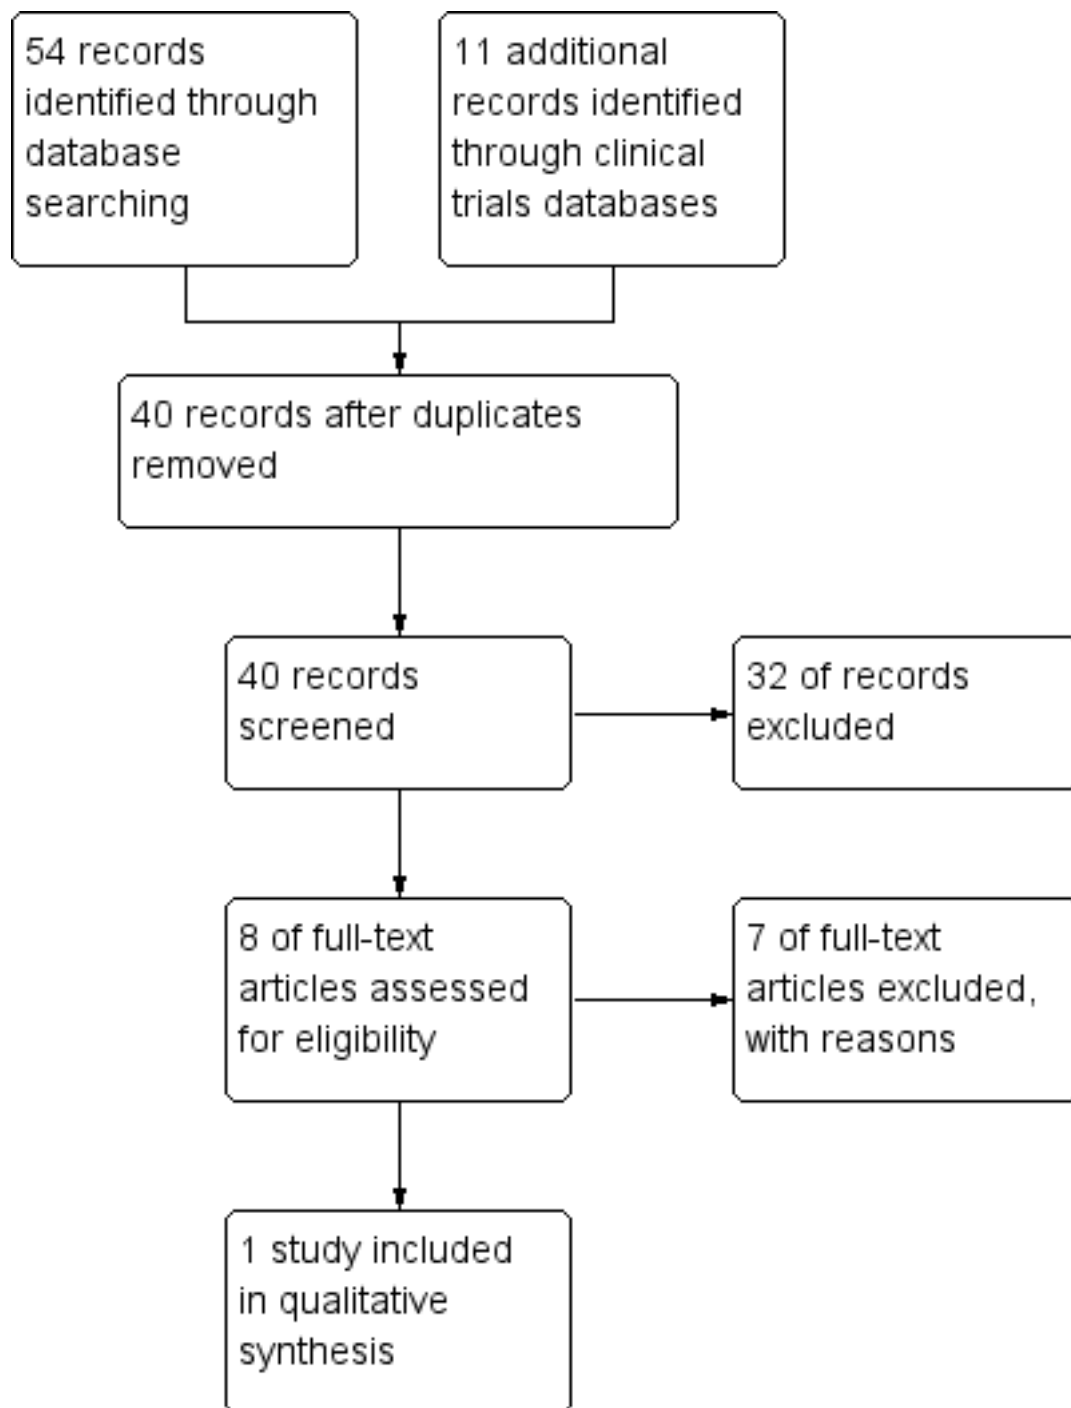 54 records
identified through
database
searching
11 additional
records identified
through clinical
trials databases
40 records after duplicates
removed
40 records
screened
32 of records
excluded
8 of full-text
articles assessed
for eligibility
7 of full-text
articles excluded,
with reasons
1 study included
in qualitative
synthesis